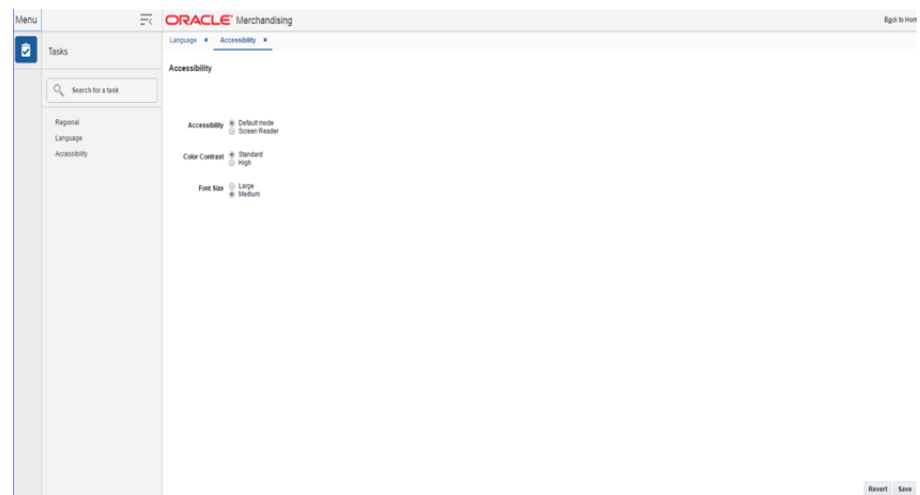 Menu
ORACLE® Merchandising
Back to Hom
Language ×
Accessibility ×
Tasks
Search for a task
Regional
Language
Accessibility
Accessibility
Accessibility
Default mode
Screen Reader
Color Contrast
Standard
High
Font Size
Large
Medium
Revert
Save